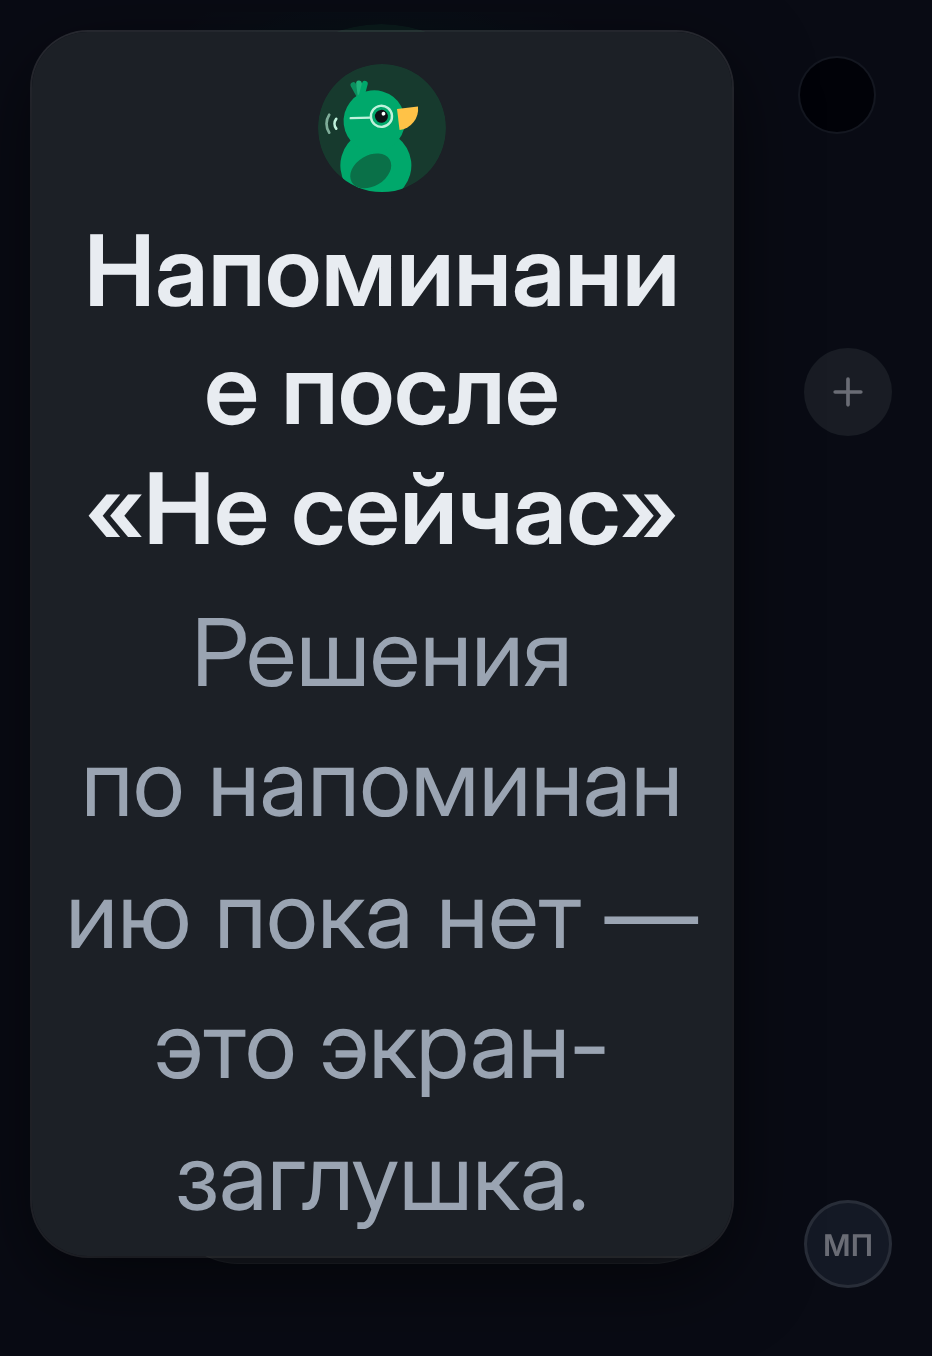 Напоминани
е после
«Не сейчас»
Решения
по напоминан
ию пока нет —
это экран-
заглушка.
МП